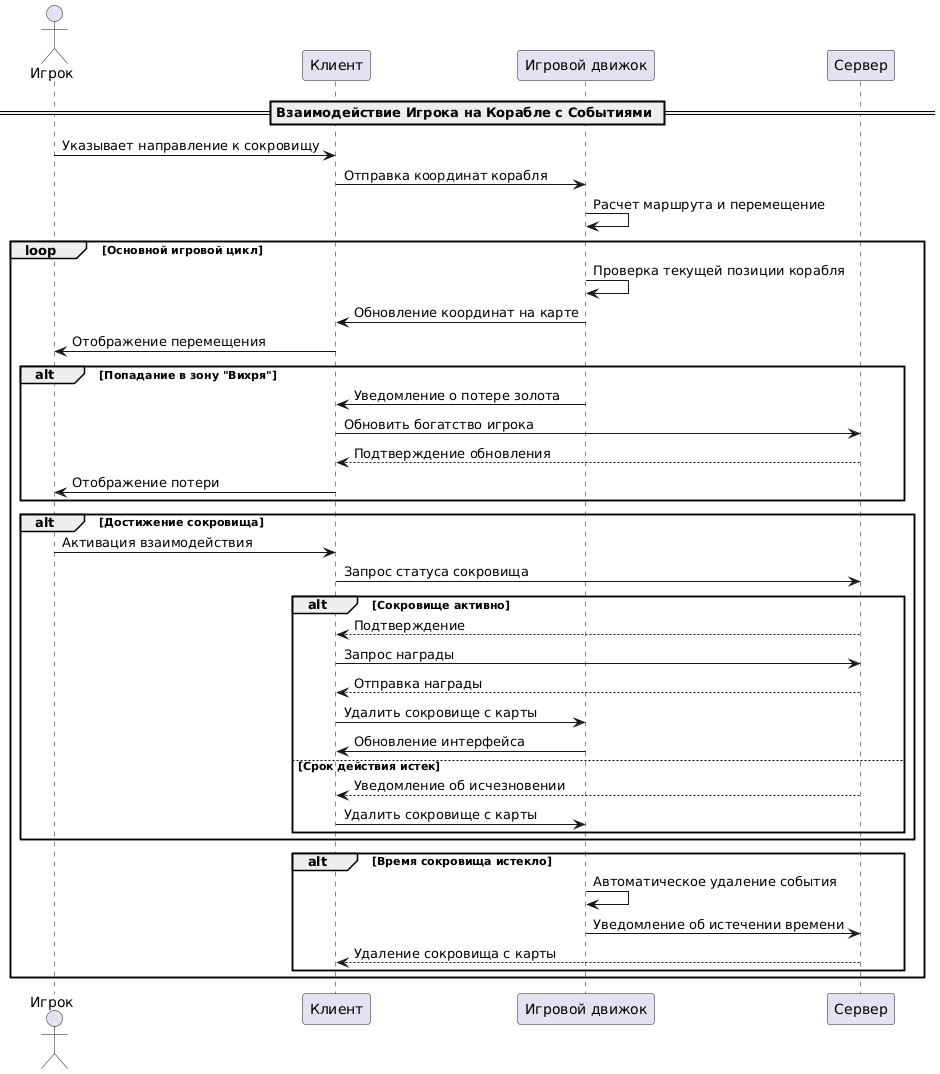 Игрок
Клиент
Игровой движок
Сервер
Взаимодействие Игрока на Корабле с Событиями
Указывает направление к сокровищу
Отправка координат корабля
Расчет маршрута и перемещение
loop [Основной игровой цикл]
Проверка текущей позиции корабля
Обновление координат на карте
Отображение перемещения
alt [Попадание в зону "Вихря"]
Уведомление о потере золота
Обновить богатство игрока
Подтверждение обновления
Отображение потери
alt [Достижение сокровища]
Активация взаимодействия
Запрос статуса сокровища
alt [Сокровище активно]
Подтверждение
Запрос награды
Отправка награды
Удалить сокровище с карты
Обновление интерфейса
[Срок действия истек]
Уведомление об исчезновении
Удалить сокровище с карты
alt [Время сокровища истекло]
Автоматическое удаление события
Уведомление об истечении времени
Удаление сокровища с карты
Игрок
Клиент
Игровой движок
Сервер